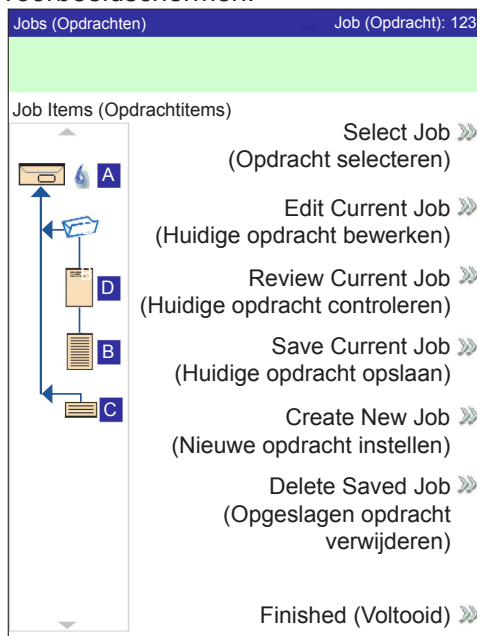 Jobs (Opdrachten) Job (Opdracht): 123
Job Items (Opdrachtitems)
A
D
B
C
Select Job
(Opdracht selecteren)
Edit Current Job
(Huidige opdracht bewerken)
Review Current Job
(Huidige opdracht controleren)
Save Current Job
(Huidige opdracht opslaan)
Create New Job
(Nieuwe opdracht instellen)
Delete Saved Job
(Opgeslagen opdracht
verwijderen)
Finished (Voltooid)